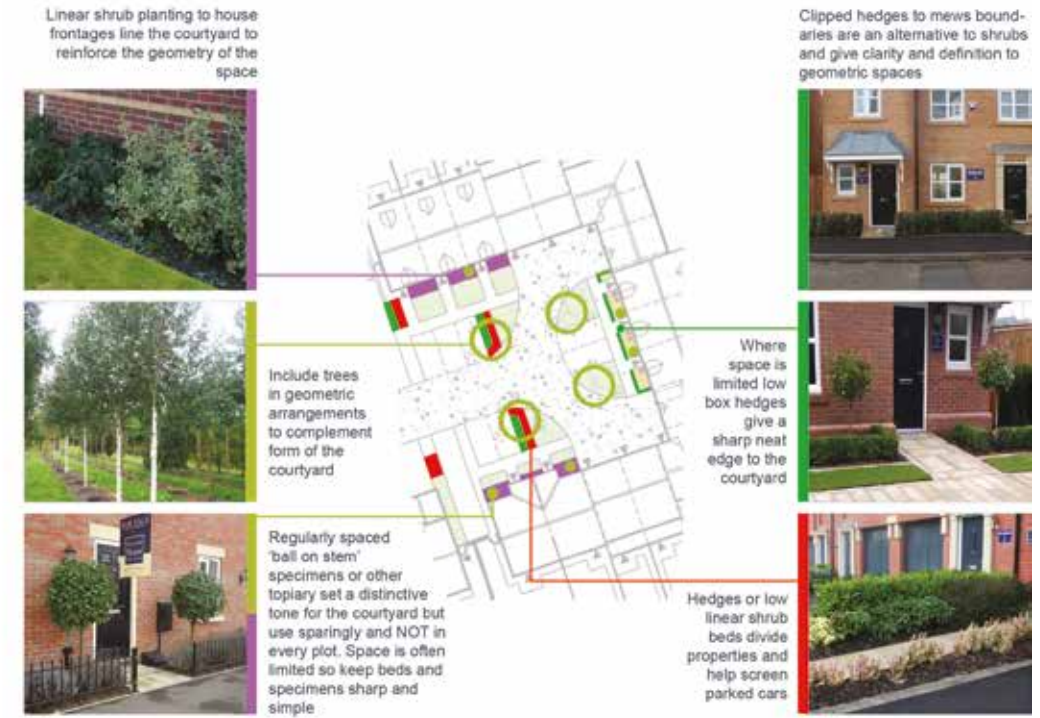 Linear shrub planting to house
frontages line the courtyard to
reinforce the geometry of the
space
Clipped hedges to mews bound-
aries are an alternative to shrubs
and give clarity and definition to
geometric spaces
Include trees
in geometric
arrangements
to complement
form of the
courtyard
Where
space is
limited low
box hedges
give a
sharp neat
edge to the
courtyard
Regularly spaced
'ball on stem'
specimens or other
topiary set a distinctive
tone for the courtyard but
use sparingly and NOT in
every plot. Space is often
limited so keep beds and
specimens sharp and
simple
Hedges or low
linear shrub
beds divide
properties and
help screen
parked cars